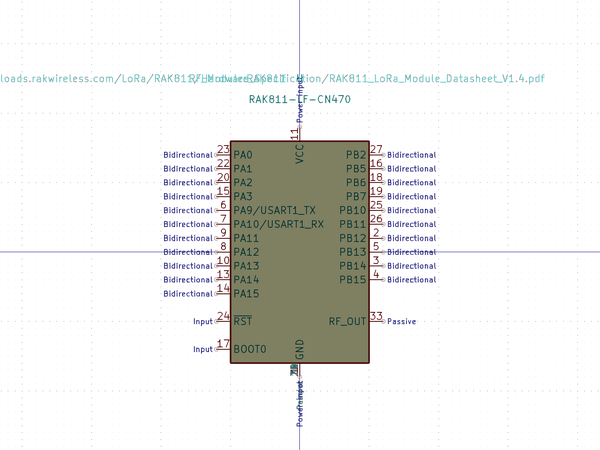 loads.rakwireless.com/LoRa/RAK811/Hardware Specification/RAK811_LoRa_Module_Datasheet_V1.4.pdf
RAK811-LF-CN470
Power input
11
VCC
Bidirectional 23 PA0 PB2 27 Bidirectional
Bidirectional 22 PA1 PB5 16 Bidirectional
Bidirectional 20 PA2 PB6 18 Bidirectional
Bidirectional 15 PA3 PB7 19 Bidirectional
Bidirectional 6 PA9/USART1_TX PB10 25 Bidirectional
Bidirectional 7 PA10/USART1_RX PB11 26 Bidirectional
Bidirectional 9 PA11 PB12 2 Bidirectional
Bidirectional 8 PA12 PB13 5 Bidirectional
Bidirectional 10 PA13 PB14 3 Bidirectional
Bidirectional 13 PA14 PB15 4 Bidirectional
Bidirectional 14 PA15
Input 24 RST RF_OUT 33 Passive
Input 17 BOOT0
GND
Power input